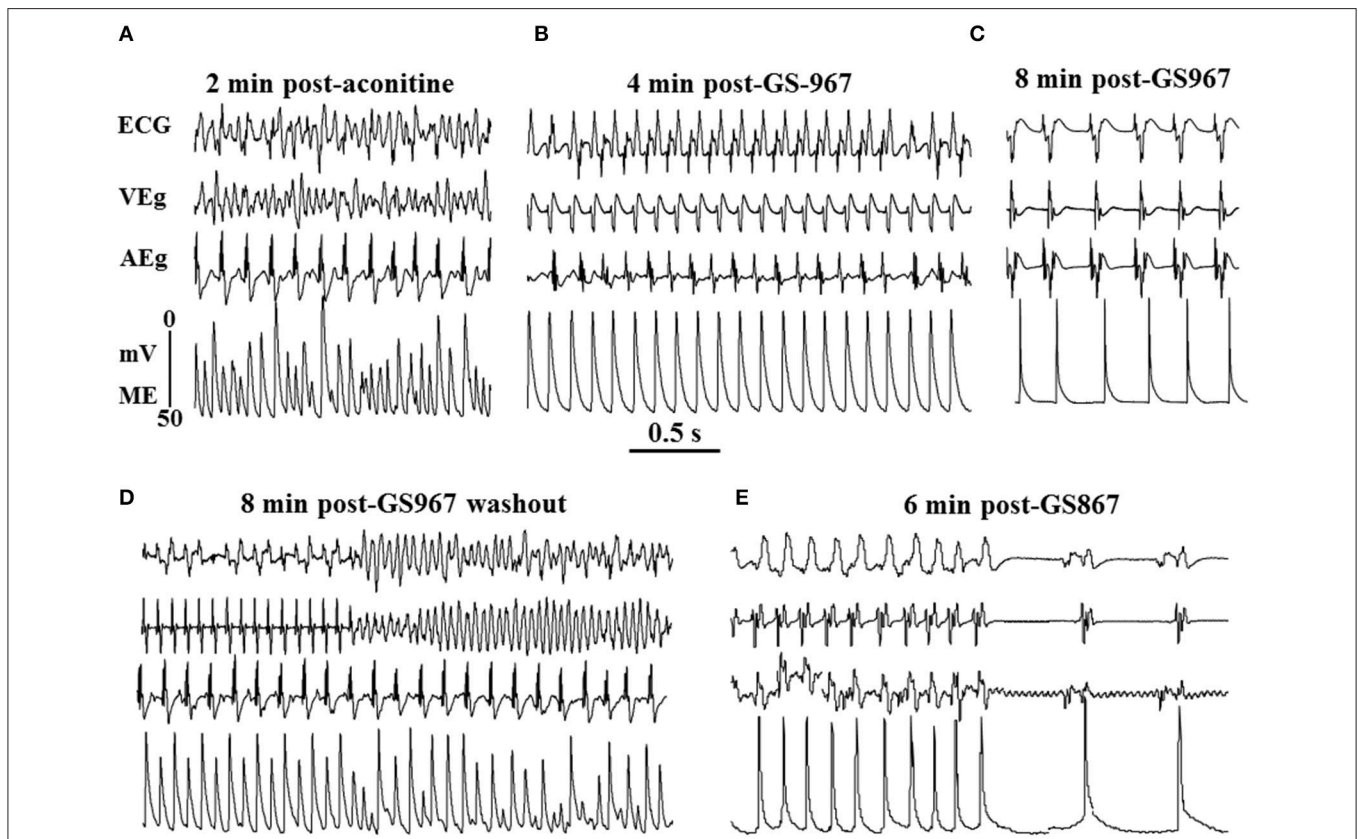 A
B
C
2 min post-aconitine
4 min post-GS-967
8 min post-GS967
ECG
VEg
AEg
0
mV
ME
50
0.5 s
D
8 min post-GS967 washout
E
6 min post-GS867